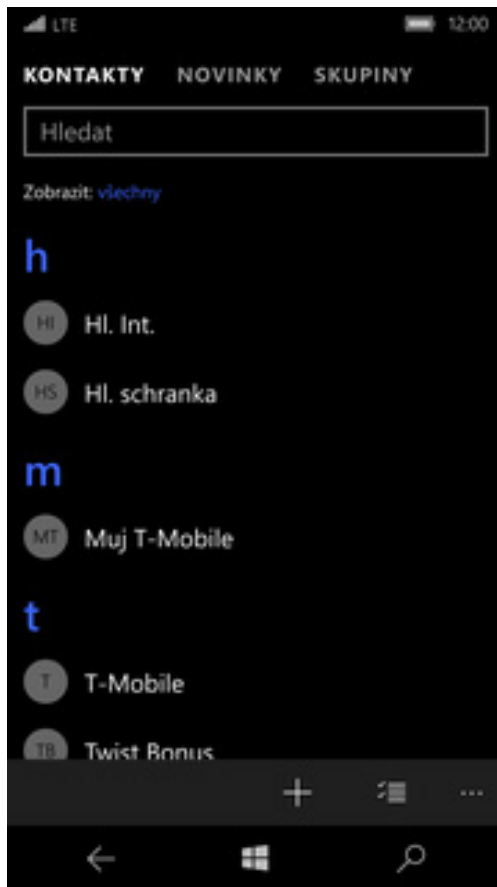 LTE 12:00
KONTAKTY NOVINKY SKUPINY
Hledat
Zobrazit: všechny
h
HI Hl. Int.
HS Hl. schranka
m
MT Muj T-Mobile
t
T T-Mobile
TB Twist Bonus